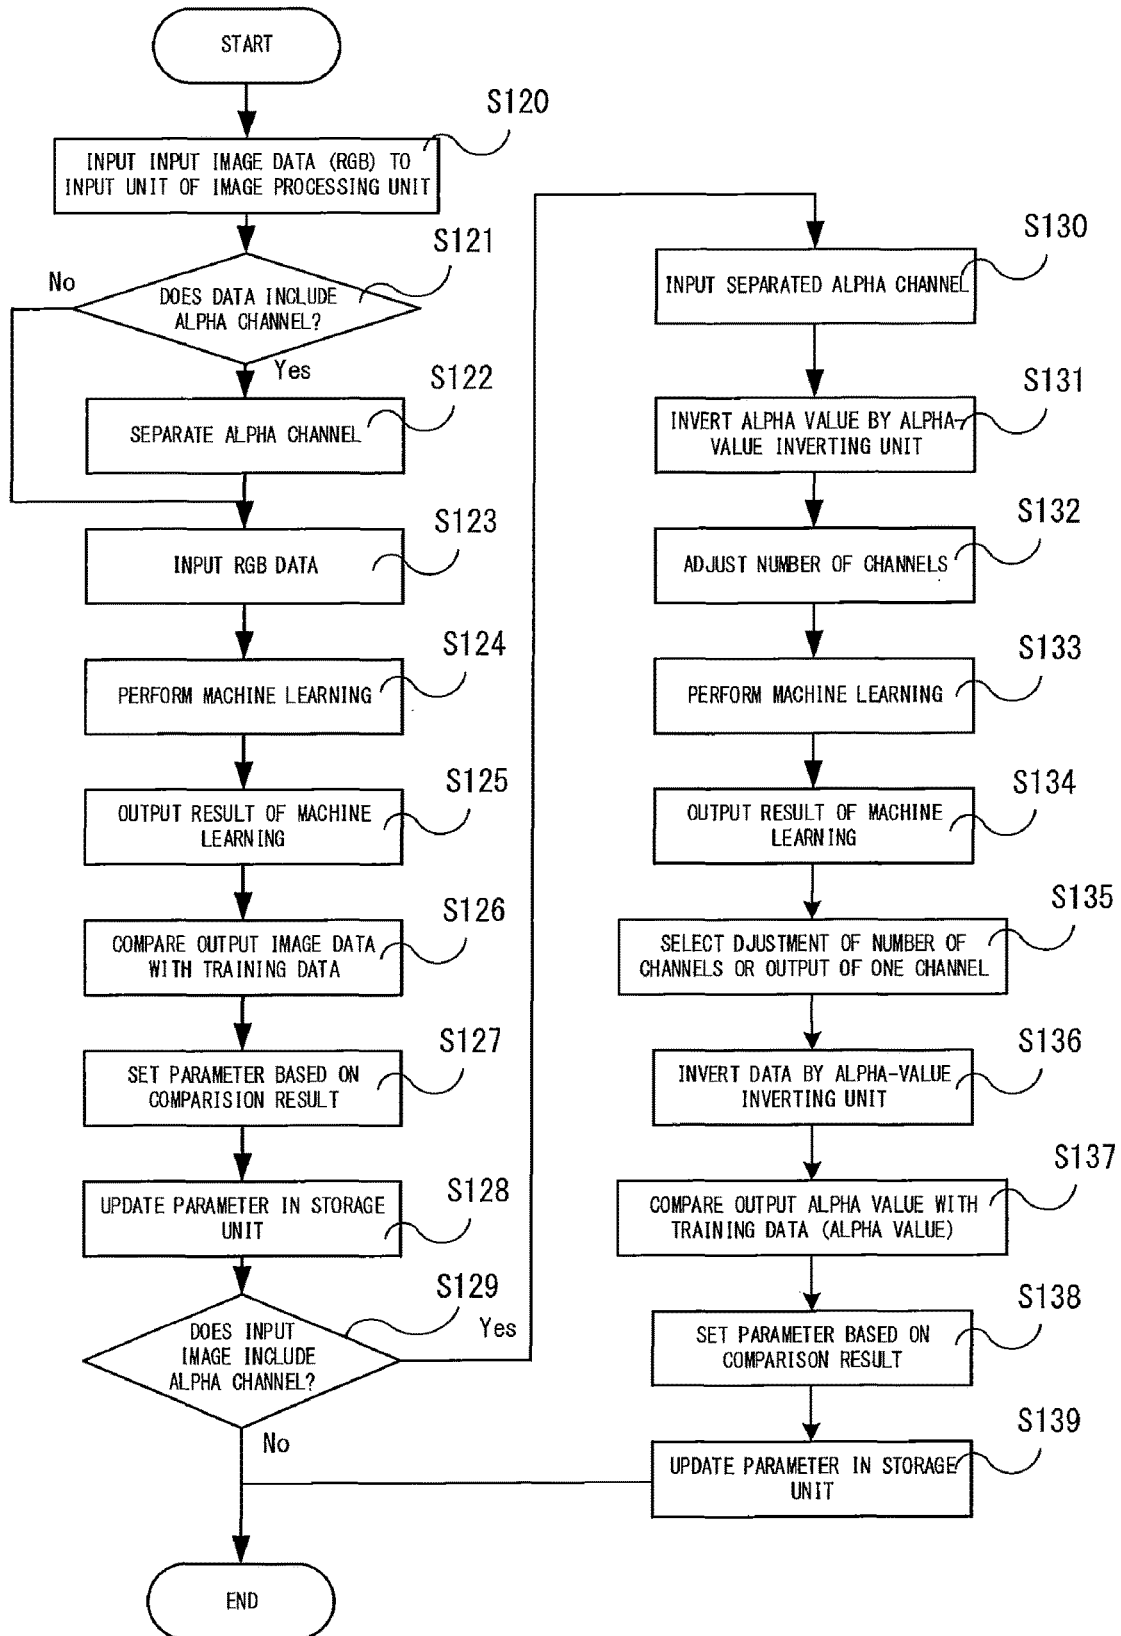 START
S120
INPUT INPUT IMAGE DATA (RGB) TO
INPUT UNIT OF IMAGE PROCESSING UNIT
S121
No
DOES DATA INCLUDE
ALPHA CHANNEL?
Yes
S122
SEPARATE ALPHA CHANNEL
S123
INPUT RGB DATA
S124
PERFORM MACHINE LEARNING
S125
OUTPUT RESULT OF MACHINE
LEARNING
S126
COMPARE OUTPUT IMAGE DATA
WITH TRAINING DATA
S127
SET PARAMETER BASED ON
COMPARISION RESULT
S128
UPDATE PARAMETER IN STORAGE
UNIT
S129
DOES INPUT
IMAGE INCLUDE
ALPHA CHANNEL?
Yes
No
S130
INPUT SEPARATED ALPHA CHANNEL
S131
INVERT ALPHA VALUE BY ALPHA-
VALUE INVERTING UNIT
S132
ADJUST NUMBER OF CHANNELS
S133
PERFORM MACHINE LEARNING
S134
OUTPUT RESULT OF MACHINE
LEARNING
S135
SELECT DJUSTMENT OF NUMBER OF
CHANNELS OR OUTPUT OF ONE CHANNEL
S136
INVERT DATA BY ALPHA-VALUE
INVERTING UNIT
S137
COMPARE OUTPUT ALPHA VALUE WITH
TRAINING DATA (ALPHA VALUE)
S138
SET PARAMETER BASED ON
COMPARISON RESULT
S139
UPDATE PARAMETER IN STORAGE
UNIT
END